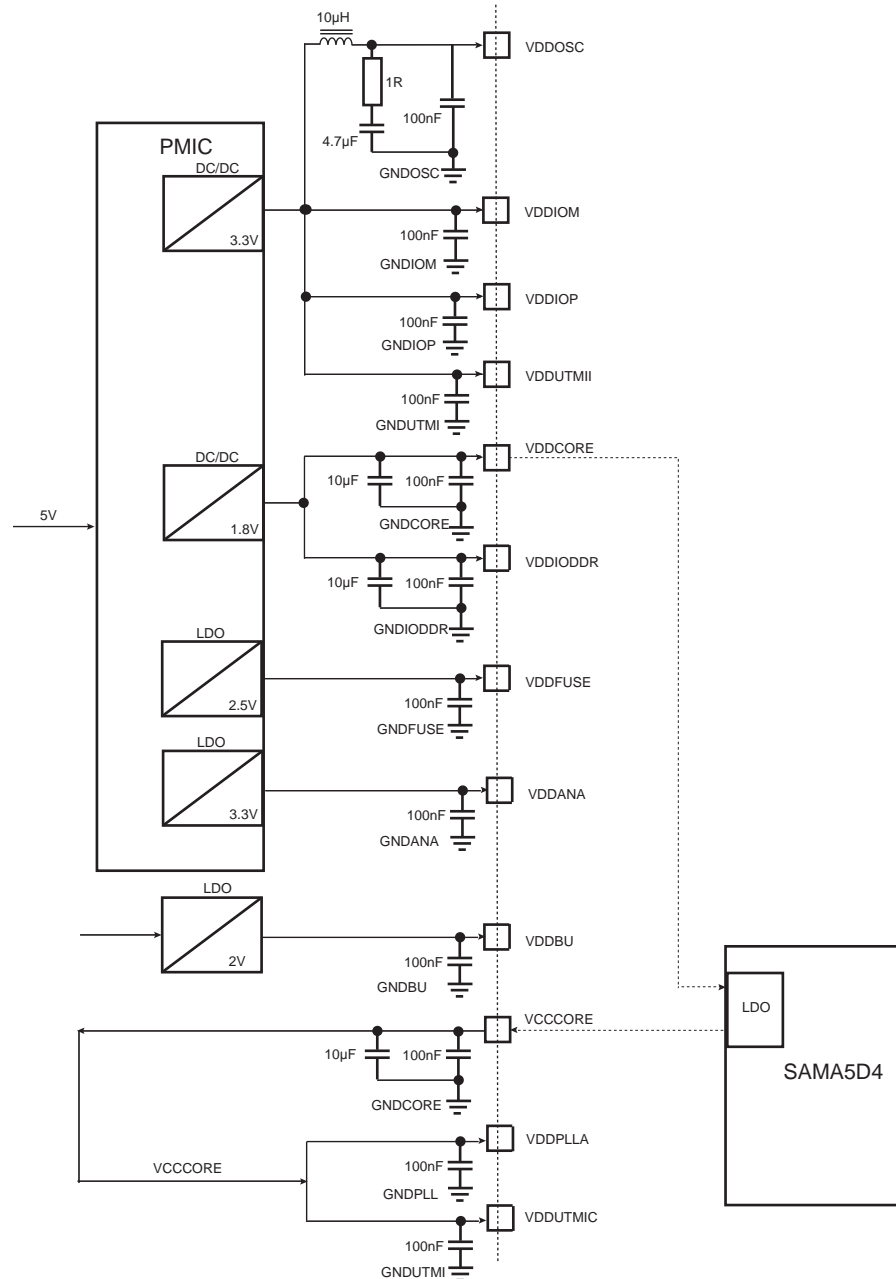 10µH
VDDOSC
1R
100nF
4.7µF
GNDOSC
PMIC
DC/DC
3.3V
VDDIOM
100nF
GNDIOM
VDDIOP
100nF
GNDIOP
VDDUTMII
100nF
GNDUTMI
DC/DC
1.8V
VDDCORE
10µF
100nF
GNDCORE
5V
VDDIODDR
10µF
100nF
GNDIODDR
LDO
2.5V
VDDFUSE
100nF
GNDFUSE
LDO
3.3V
VDDANA
100nF
GNDANA
LDO
2V
VDDBU
100nF
GNDBU
VCCCORE
10µF
100nF
GNDCORE
LDO
SAMA5D4
VCCCORE
VDDPLLA
100nF
GNDPLL
VDDUTMIC
100nF
GNDUTMI